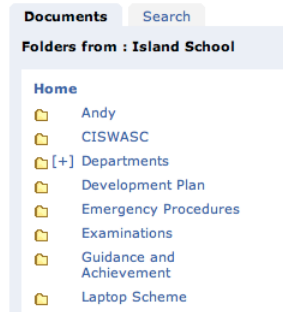 Documents Search
Folders from : Island School
Home
Andy
CISWASC
[+] Departments
Development Plan
Emergency Procedures
Examinations
Guidance and
Achievement
Laptop Scheme